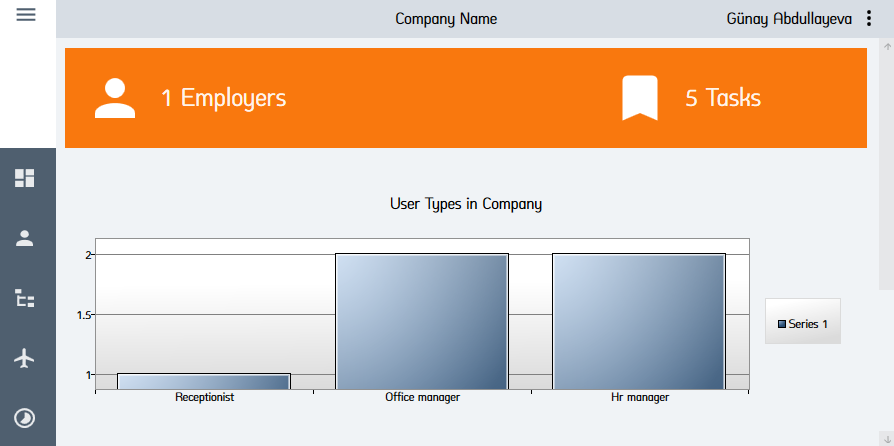 Company Name
Günay Abdullayeva
1 Employers
5 Tasks
User Types in Company
2
1.5
1
Receptionist
Office manager
Hr manager
Series 1